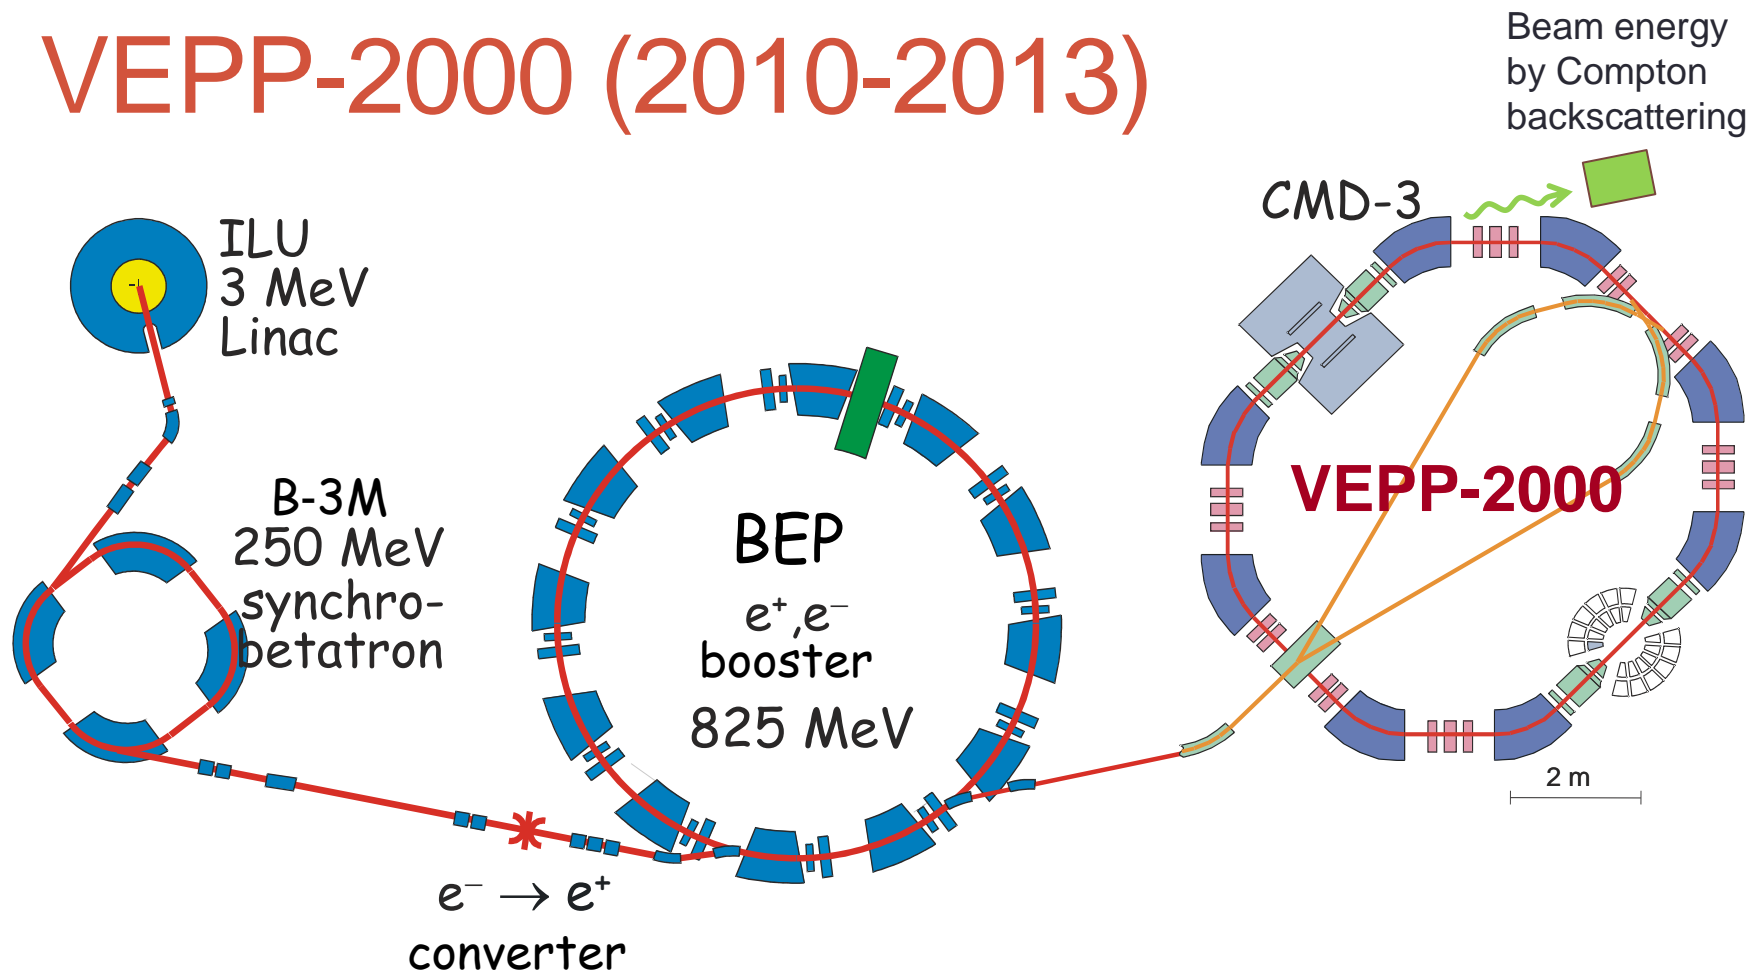 VEPP-2000 (2010-2013)
Beam energy
by Compton
backscattering
CMD-3
ILU
3 MeV
Linac
B-3M
250 MeV
synchro-
betatron
BEP
e⁺,e⁻
booster
825 MeV
VEPP-2000
2 m
e⁻ → e⁺
converter